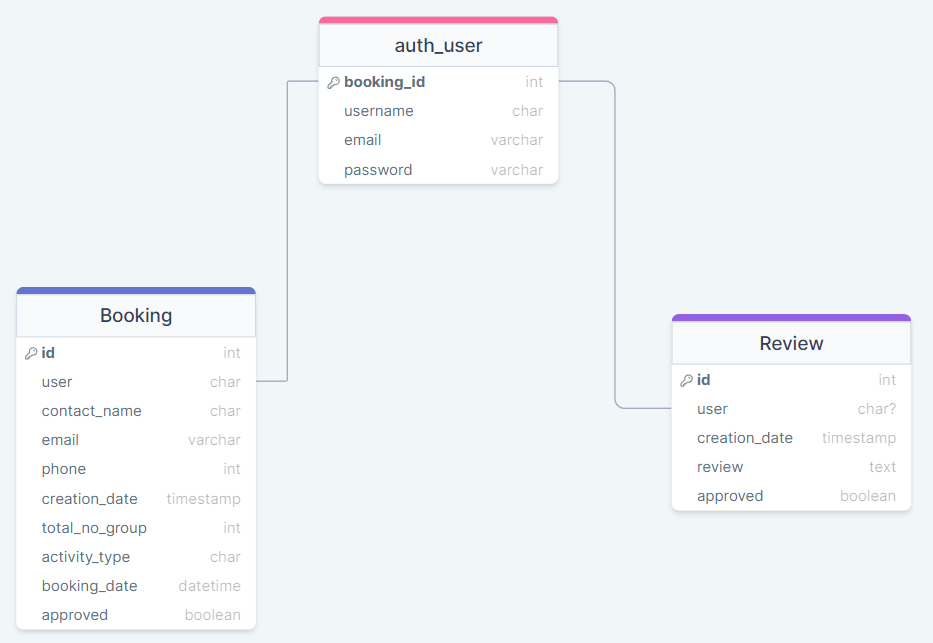 auth_user
booking_id int
username char
email varchar
password varchar
Booking
id int
user char
contact_name char
email varchar
phone int
creation_date timestamp
total_no_group int
activity_type char
booking_date datetime
approved boolean
Review
id int
user char?
creation_date timestamp
review text
approved boolean